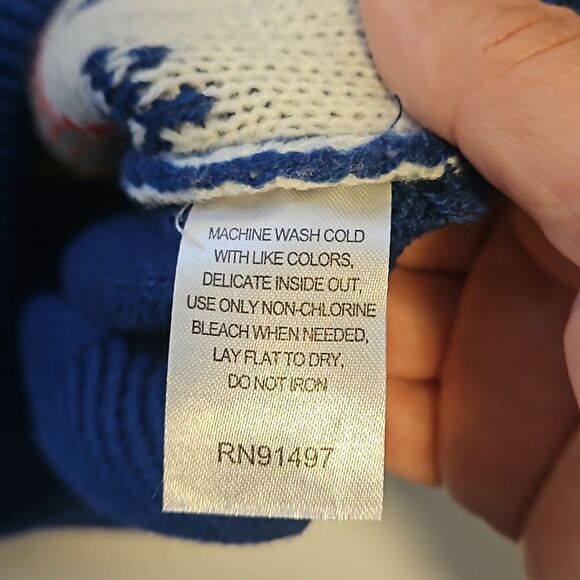 MACHINE WASH COLD
WITH LIKE COLORS,
DELICATE INSIDE OUT,
USE ONLY NON-CHLORINE
BLEACH WHEN NEEDED,
LAY FLAT TO DRY,
DO NOT IRON
RN91497